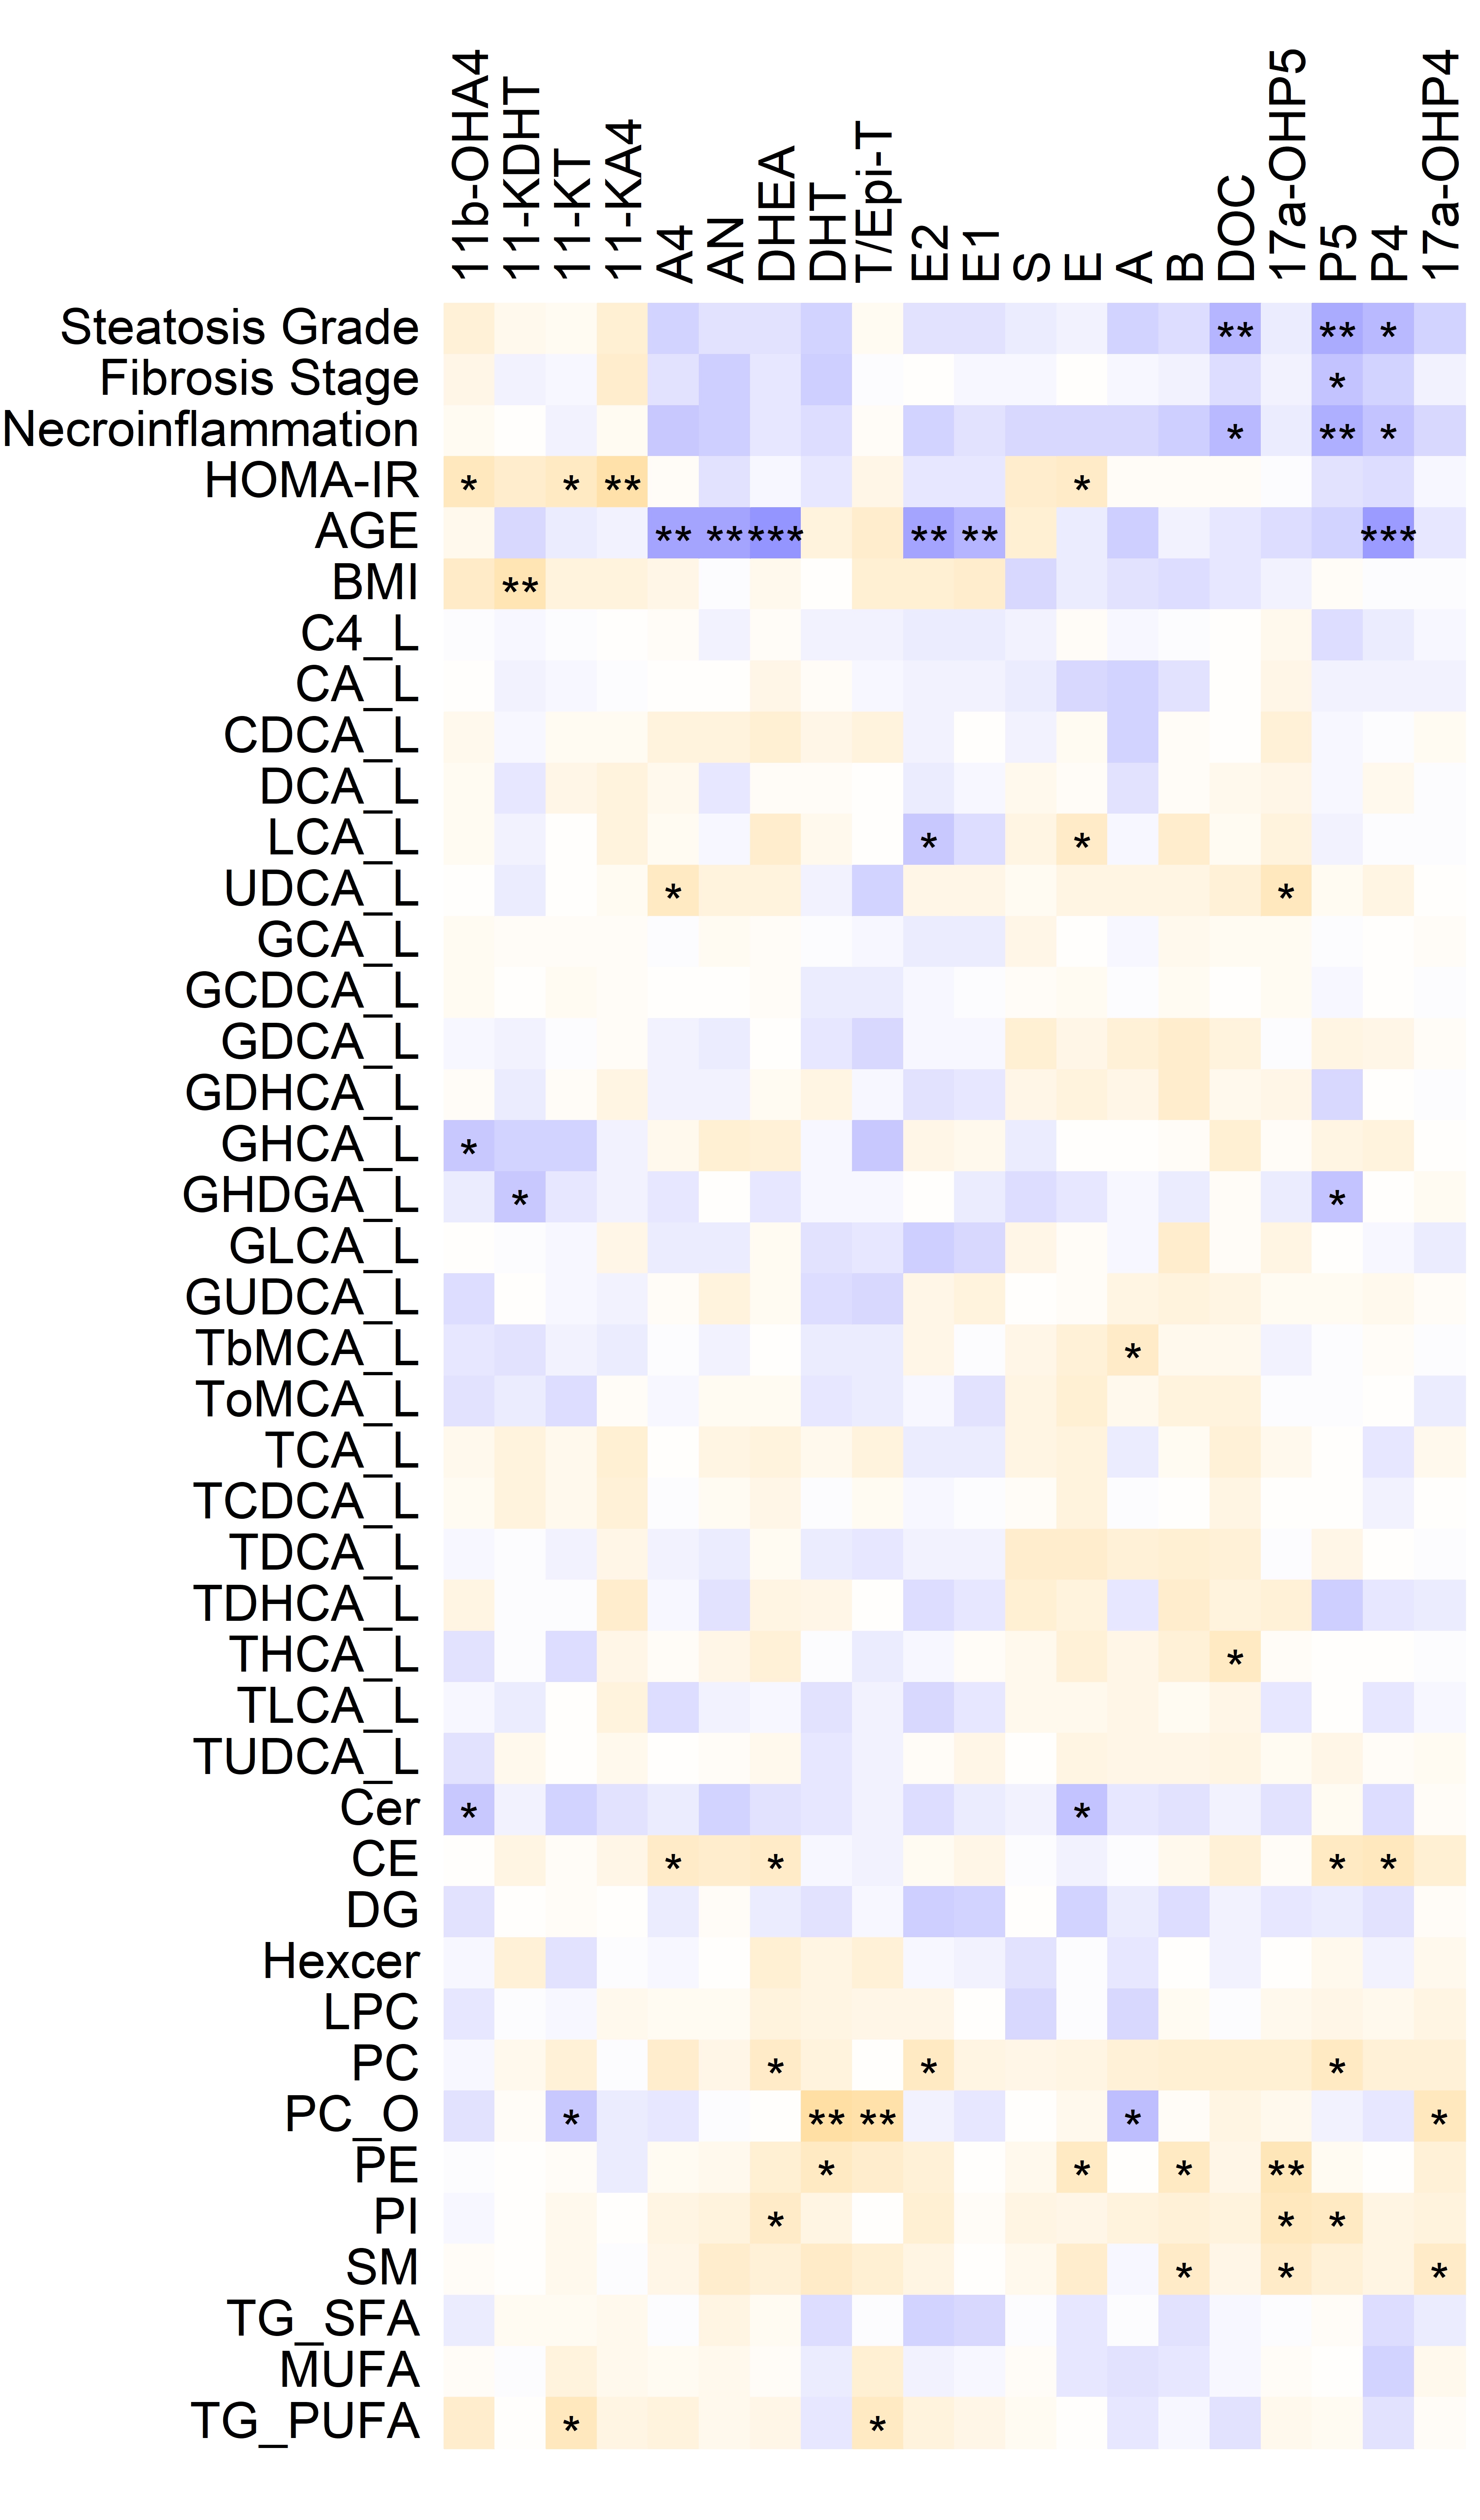 11b-OHA4
11-KDHT
11-KT
11-KA4
A4
AN
DHEA
DHT
T/Epi-T
E2
E1
S
E
A
B
DOC
17a-OHP5
P5
P4
17a-OHP4
Steatosis Grade ** ** *
Fibrosis Stage *
Necroinflammation * ** *
HOMA-IR * * ** *
AGE ** ** *** ** ** ***
BMI **
C4_L
CA_L
CDCA_L
DCA_L
LCA_L * *
UDCA_L * *
GCA_L
GCDCA_L
GDCA_L
GDHCA_L
GHCA_L *
GHDGA_L * *
GLCA_L
GUDCA_L
TbMCA_L *
ToMCA_L
TCA_L
TCDCA_L
TDCA_L
TDHCA_L
THCA_L *
TLCA_L
TUDCA_L
Cer * *
CE * * * *
DG
Hexcer
LPC
PC * * *
PC_O * ** ** * *
PE * * * **
PI * * *
SM * * *
TG_SFA
MUFA
TG_PUFA * *